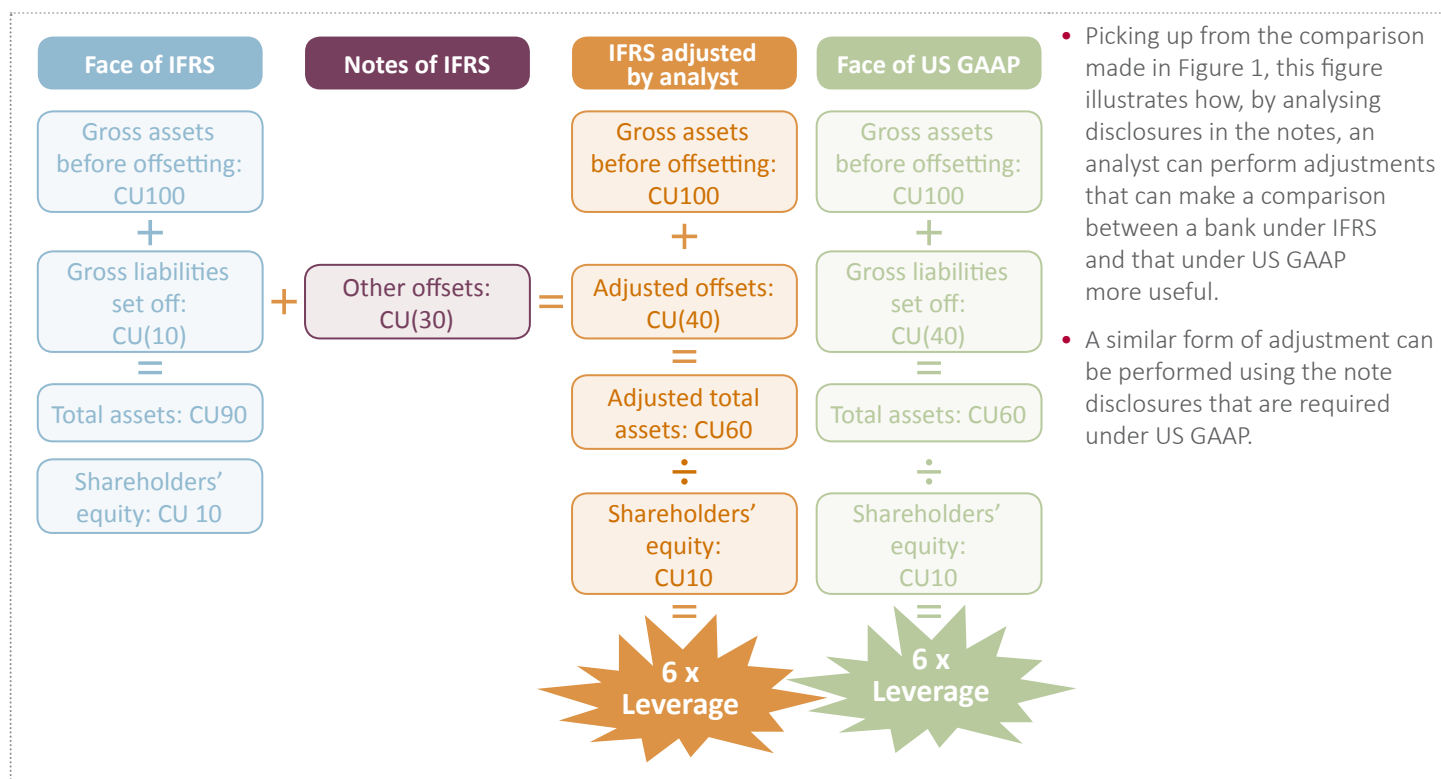 Face of IFRS
Gross assets
before offsetting:
CU100
+
Gross liabilities
set off:
CU(10)
=
Total assets: CU90
Shareholders’
equity: CU 10
+
Notes of IFRS
Other offsets:
CU(30)
=
IFRS adjusted
by analyst
Gross assets
before offsetting:
CU100
+
Adjusted offsets:
CU(40)
=
Adjusted total
assets: CU60
÷
Shareholders’
equity:
CU10
=
6 x
Leverage
Face of US GAAP
Gross assets
before offsetting:
CU100
+
Gross liabilities
set off:
CU(40)
=
Total assets: CU60
÷
Shareholders’
equity:
CU10
=
6 x
Leverage
• Picking up from the comparison
made in Figure 1, this figure
illustrates how, by analysing
disclosures in the notes, an
analyst can perform adjustments
that can make a comparison
between a bank under IFRS
and that under US GAAP
more useful.
• A similar form of adjustment can
be performed using the note
disclosures that are required
under US GAAP.